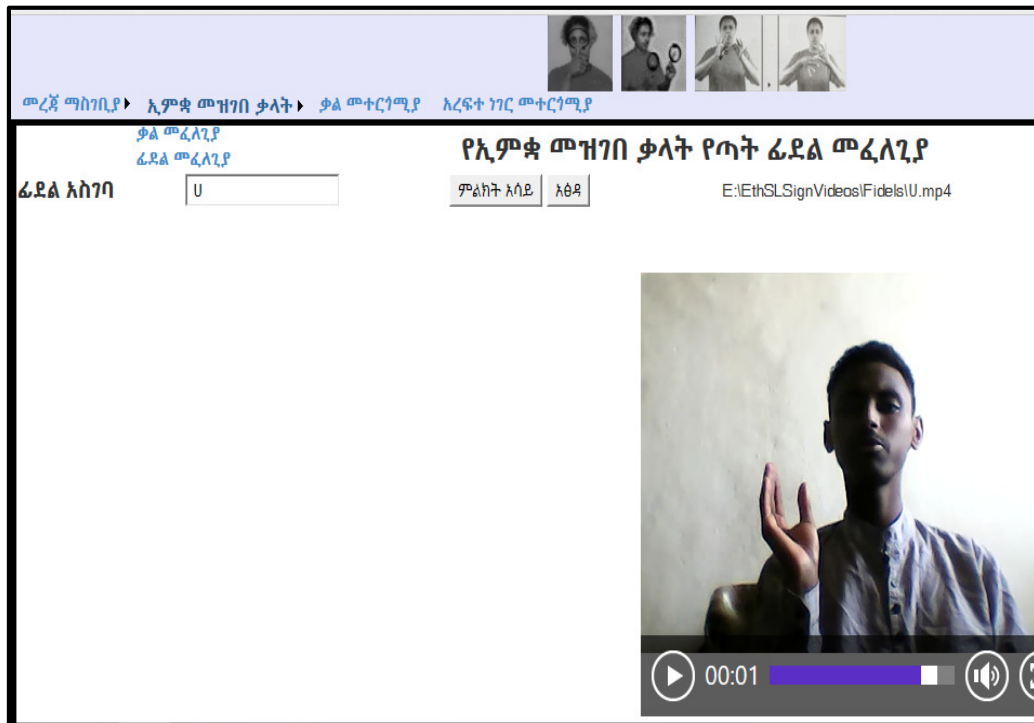 መረጃ ማስገቢያ ኢምቋ መዝገበ ቃላት ቃል መተርጎሚያ አረፍተ ነገር መተርጎሚያ
ቃል መፈለጊያ
ፊደል መፈለጊያ
የኢምቋ መዝገበ ቃላት የጣት ፊደል መፈለጊያ
ፊደል አስገባ ሀ ምልክት አሳይ አፅዳ E:\EthSLSignVideos\Fidels\ሀ.mp4
00:01